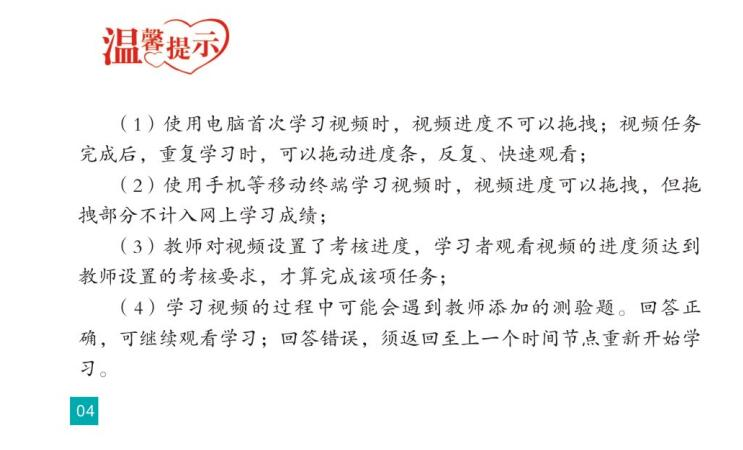 温馨提示
（1）使用电脑首次学习视频时，视频进度不可以拖拽；视频任务
完成后，重复学习时，可以拖动进度条，反复、快速观看；
（2）使用手机等移动终端学习视频时，视频进度可以拖拽，但拖
拽部分不计入网上学习成绩；
（3）教师对视频设置了考核进度，学习者观看视频的进度须达到
教师设置的考核要求，才算完成该项任务；
（4）学习视频的过程中可能会遇到教师添加的测验题。回答正
确，可继续观看学习；回答错误，须返回至上一个时间节点重新开始学
习。
04